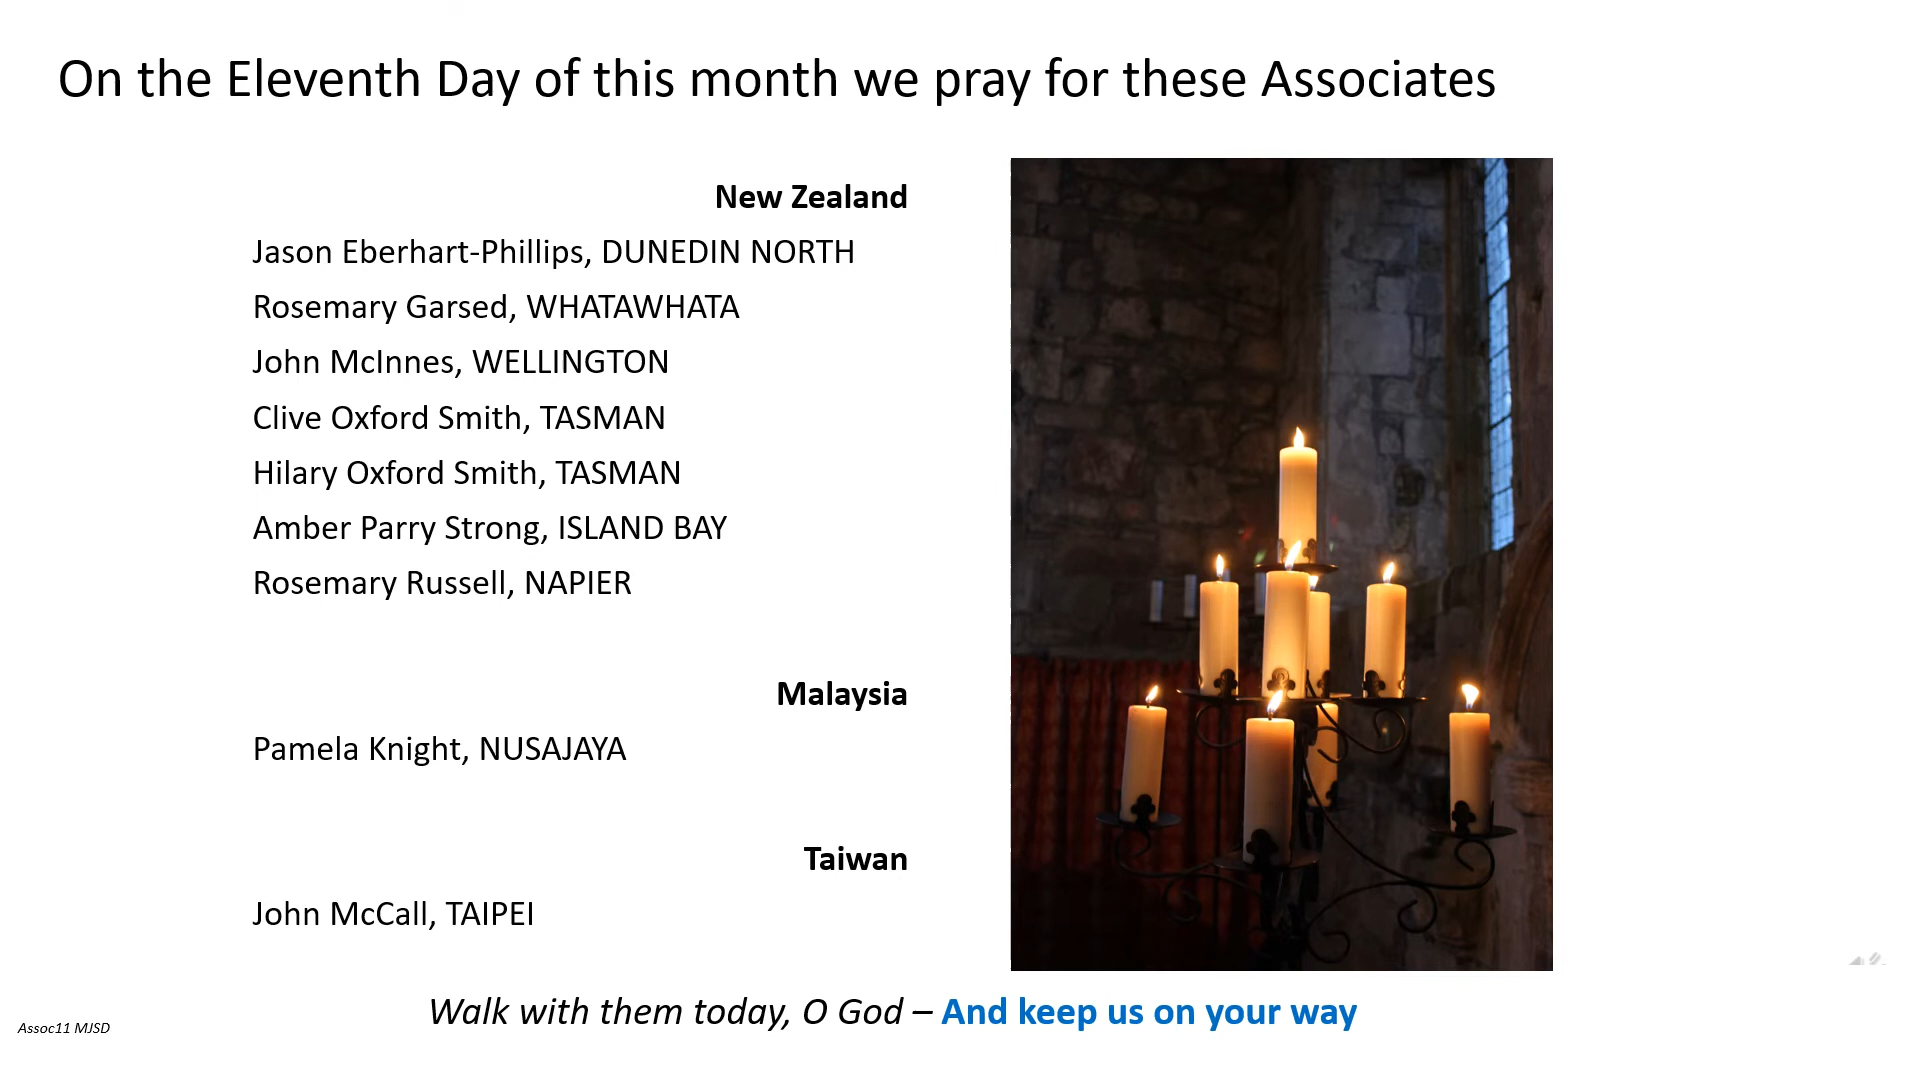 On the Eleventh Day of this month we pray for these Associates
New Zealand
Jason Eberhart-Phillips, DUNEDIN NORTH
Rosemary Garsed, WHATAWHATA
John McInnes, WELLINGTON
Clive Oxford Smith, TASMAN
Hilary Oxford Smith, TASMAN
Amber Parry Strong, ISLAND BAY
Rosemary Russell, NAPIER
Malaysia
Pamela Knight, NUSAJAYA
Taiwan
John McCall, TAIPEI
Walk with them today, O God – And keep us on your way
Assoc11 MJSD